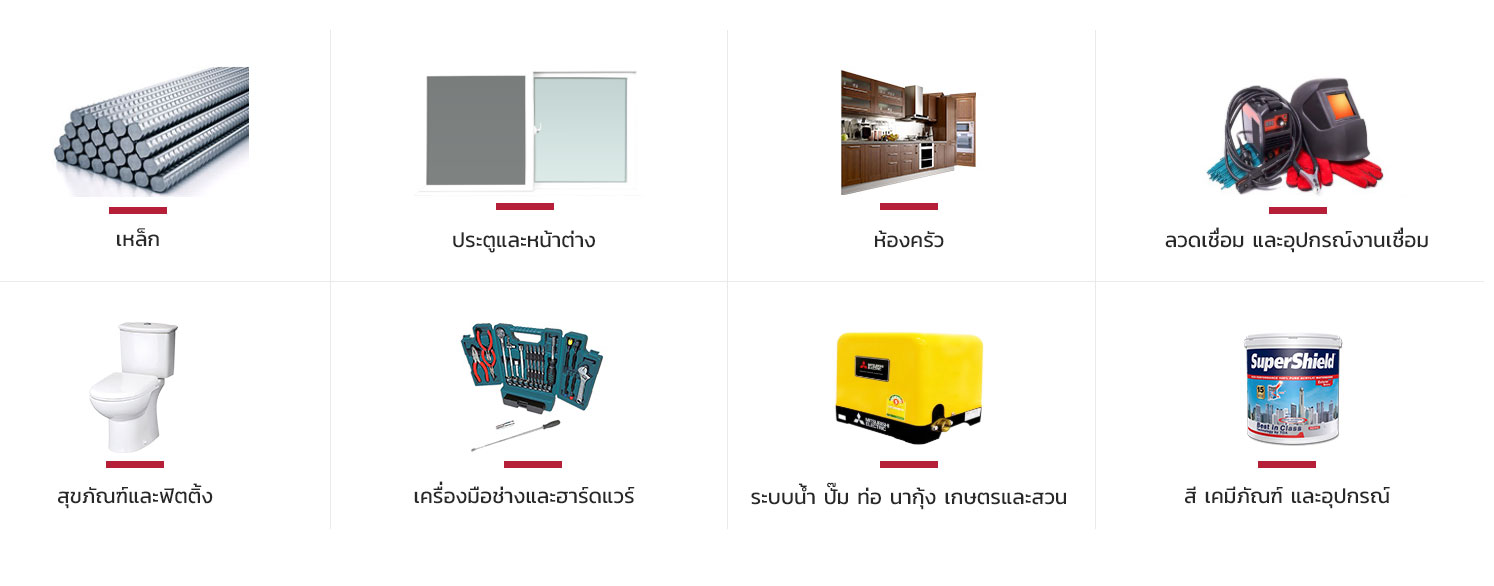 เหล็ก
ประตูและหน้าต่าง
ห้องครัว
ลวดเชื่อม และอุปกรณ์งานเชื่อม
MITSUBISHI
ELECTRIC
MITSUBISHI
ELECTRIC
SuperShield
15
Best in Class
สุขภัณฑ์และฟิตติ้ง
เครื่องมือช่างและฮาร์ดแวร์
ระบบน้ำ ปั๊ม ท่อ นากุ้ง เกษตรและสวน
สี เคมีภัณฑ์ และอุปกรณ์